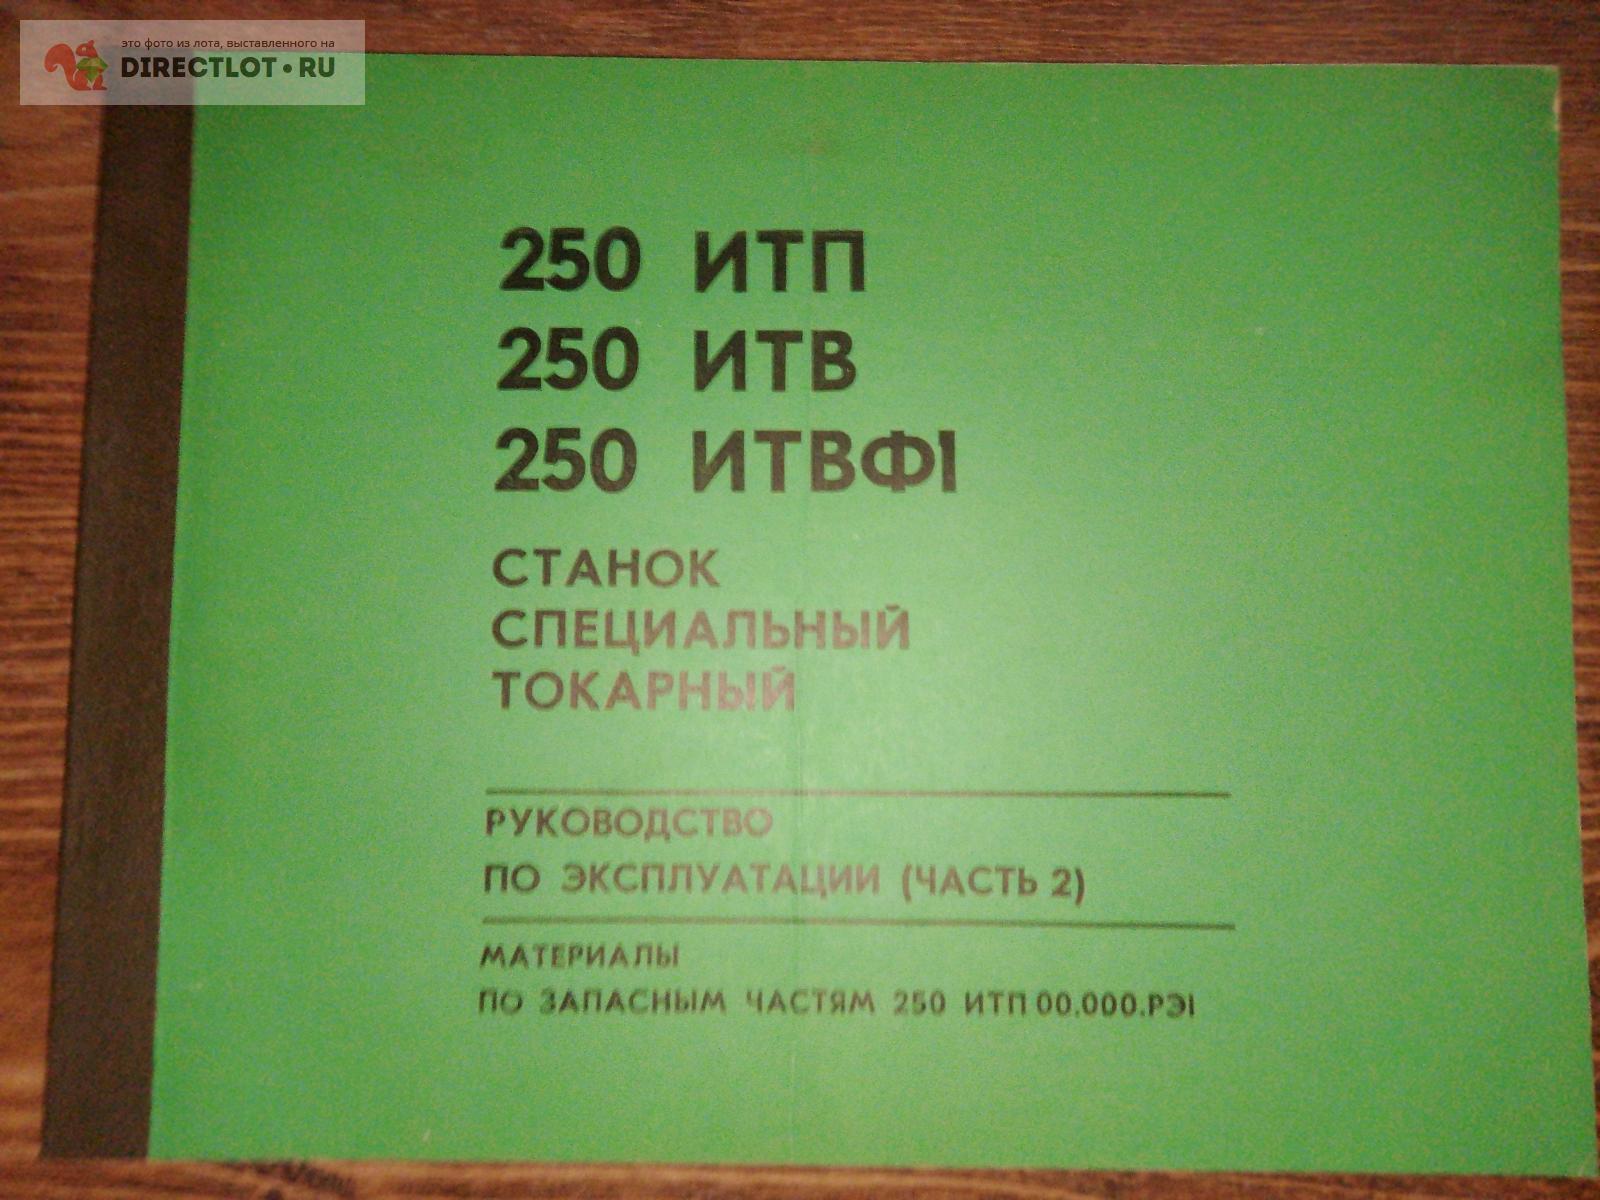 это фото из лота, выставленного на
DIRECTLOT•RU
250 ИТП
250 ИТВ
250 ИТВФ1
СТАНОК
СПЕЦИАЛЬНЫЙ
ТОКАРНЫЙ
РУКОВОДСТВО
ПО ЭКСПЛУАТАЦИИ (ЧАСТЬ 2)
МАТЕРИАЛЫ
ПО ЗАПАСНЫМ ЧАСТЯМ 250 ИТП 00.000.РЭ1